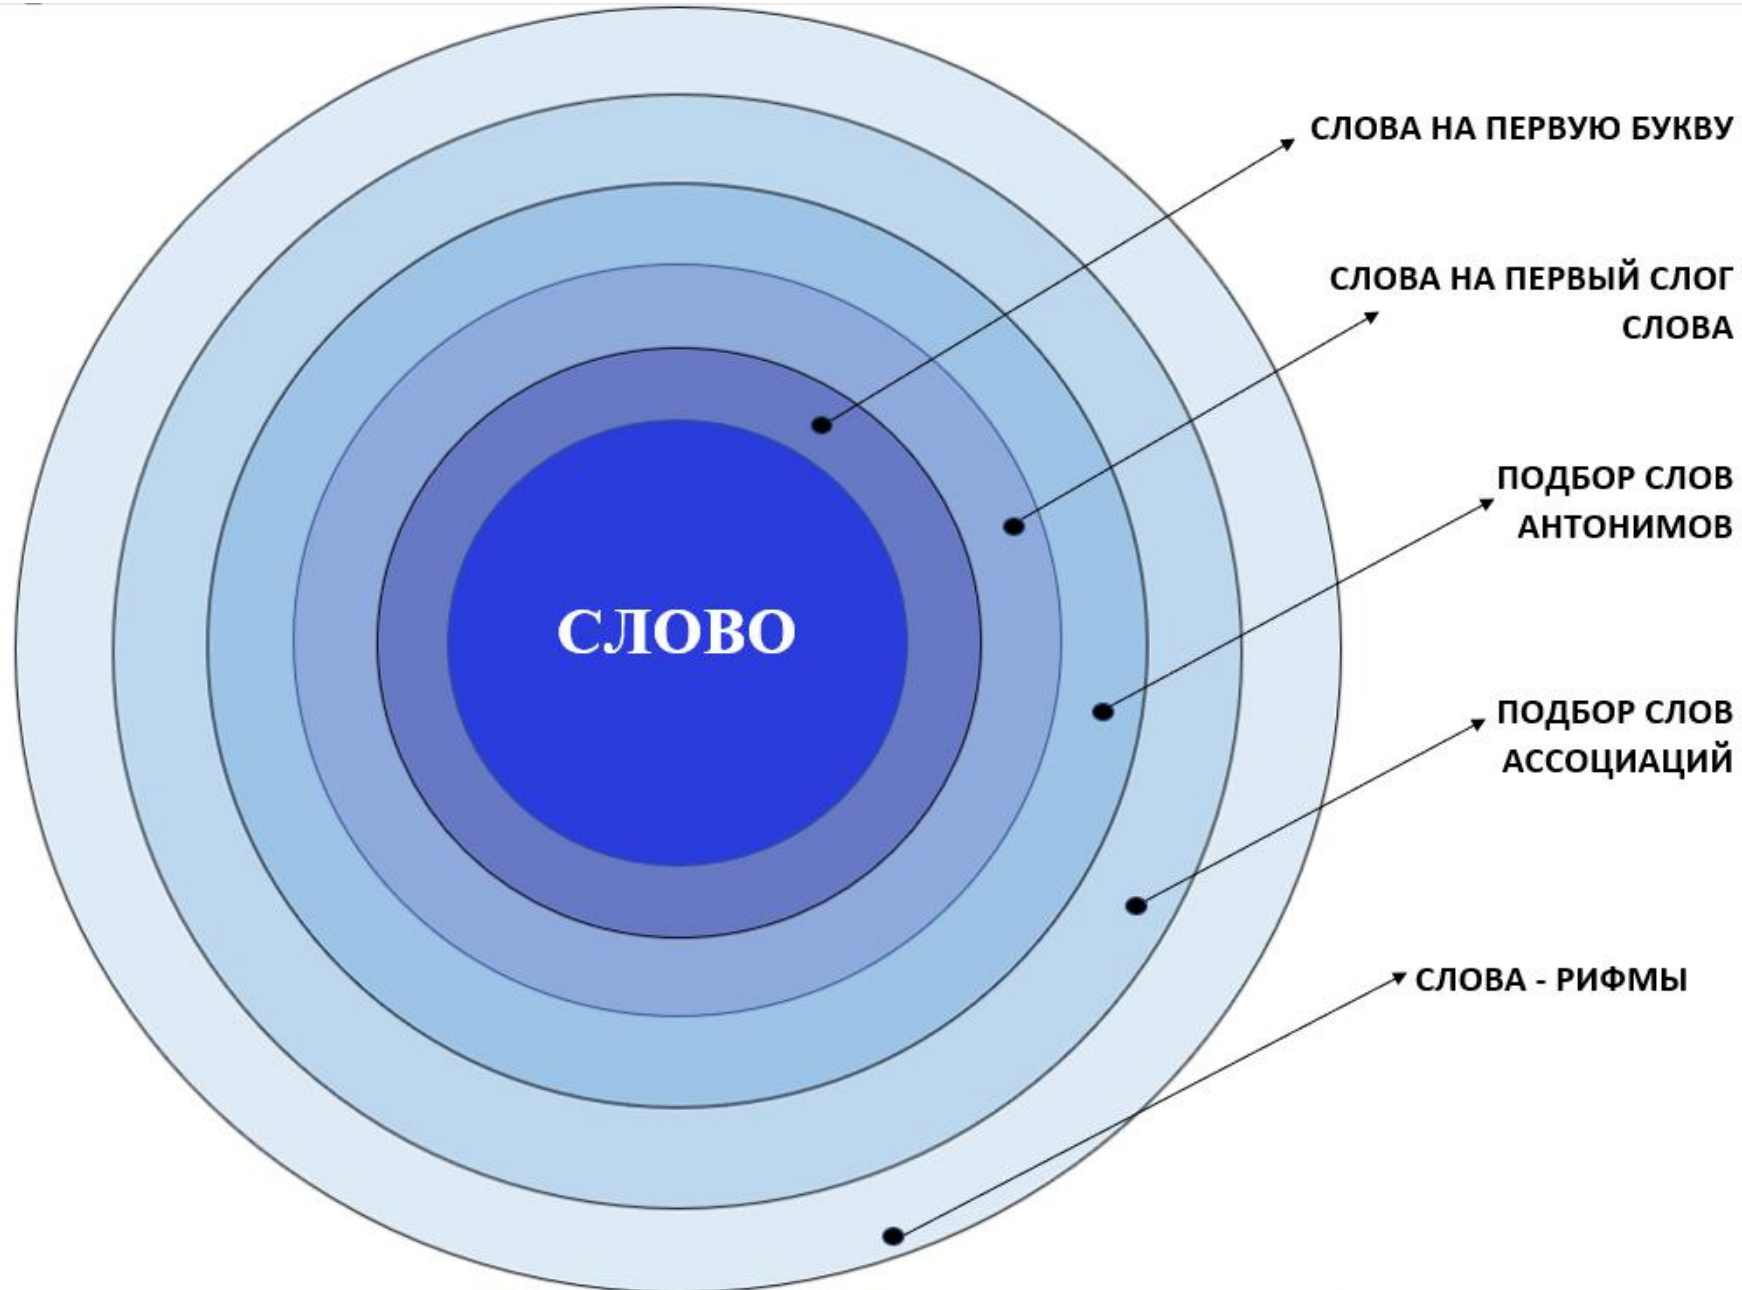 СЛОВА НА ПЕРВУЮ БУКВУ
СЛОВА НА ПЕРВЫЙ СЛОГ
СЛОВА
ПОДБОР СЛОВ
АНТОНИМОВ
СЛОВО
ПОДБОР СЛОВ
АССОЦИАЦИЙ
СЛОВА - РИФМЫ